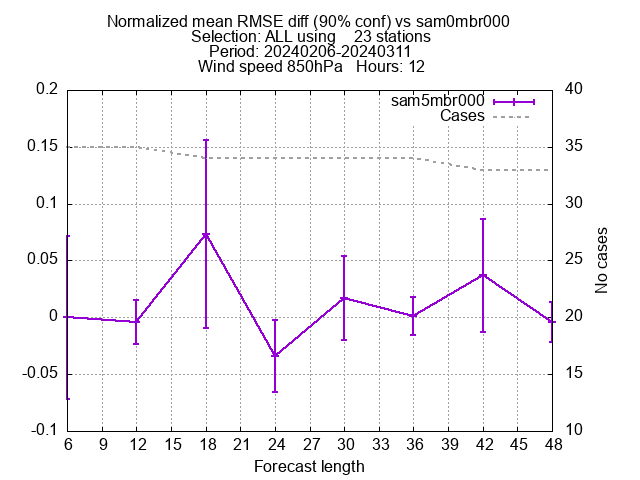 Normalized mean RMSE diff (90% conf) vs sam0mbr000
Selection: ALL using    23 stations
Period: 20240206-20240311
Wind speed 850hPa   Hours: 12
sam5mbr000
Cases
0.2
0.15
0.1
0.05
0
-0.05
-0.1
40
35
30
25
20
15
10
No cases
6 9 12 15 18 21 24 27 30 33 36 39 42 45 48
Forecast length